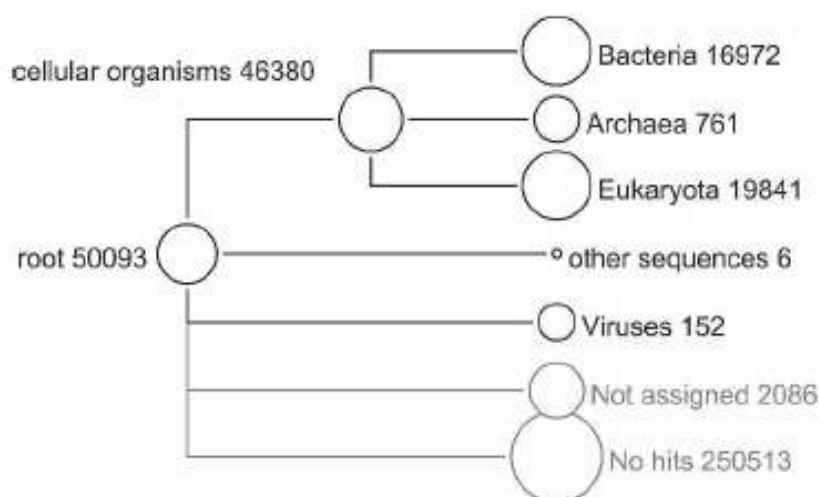 Bacteria 16972
cellular organisms 46380
Archaea 761
Eukaryota 19841
root 50093
other sequences 6
Viruses 152
Not assigned 2086
No hits 250513